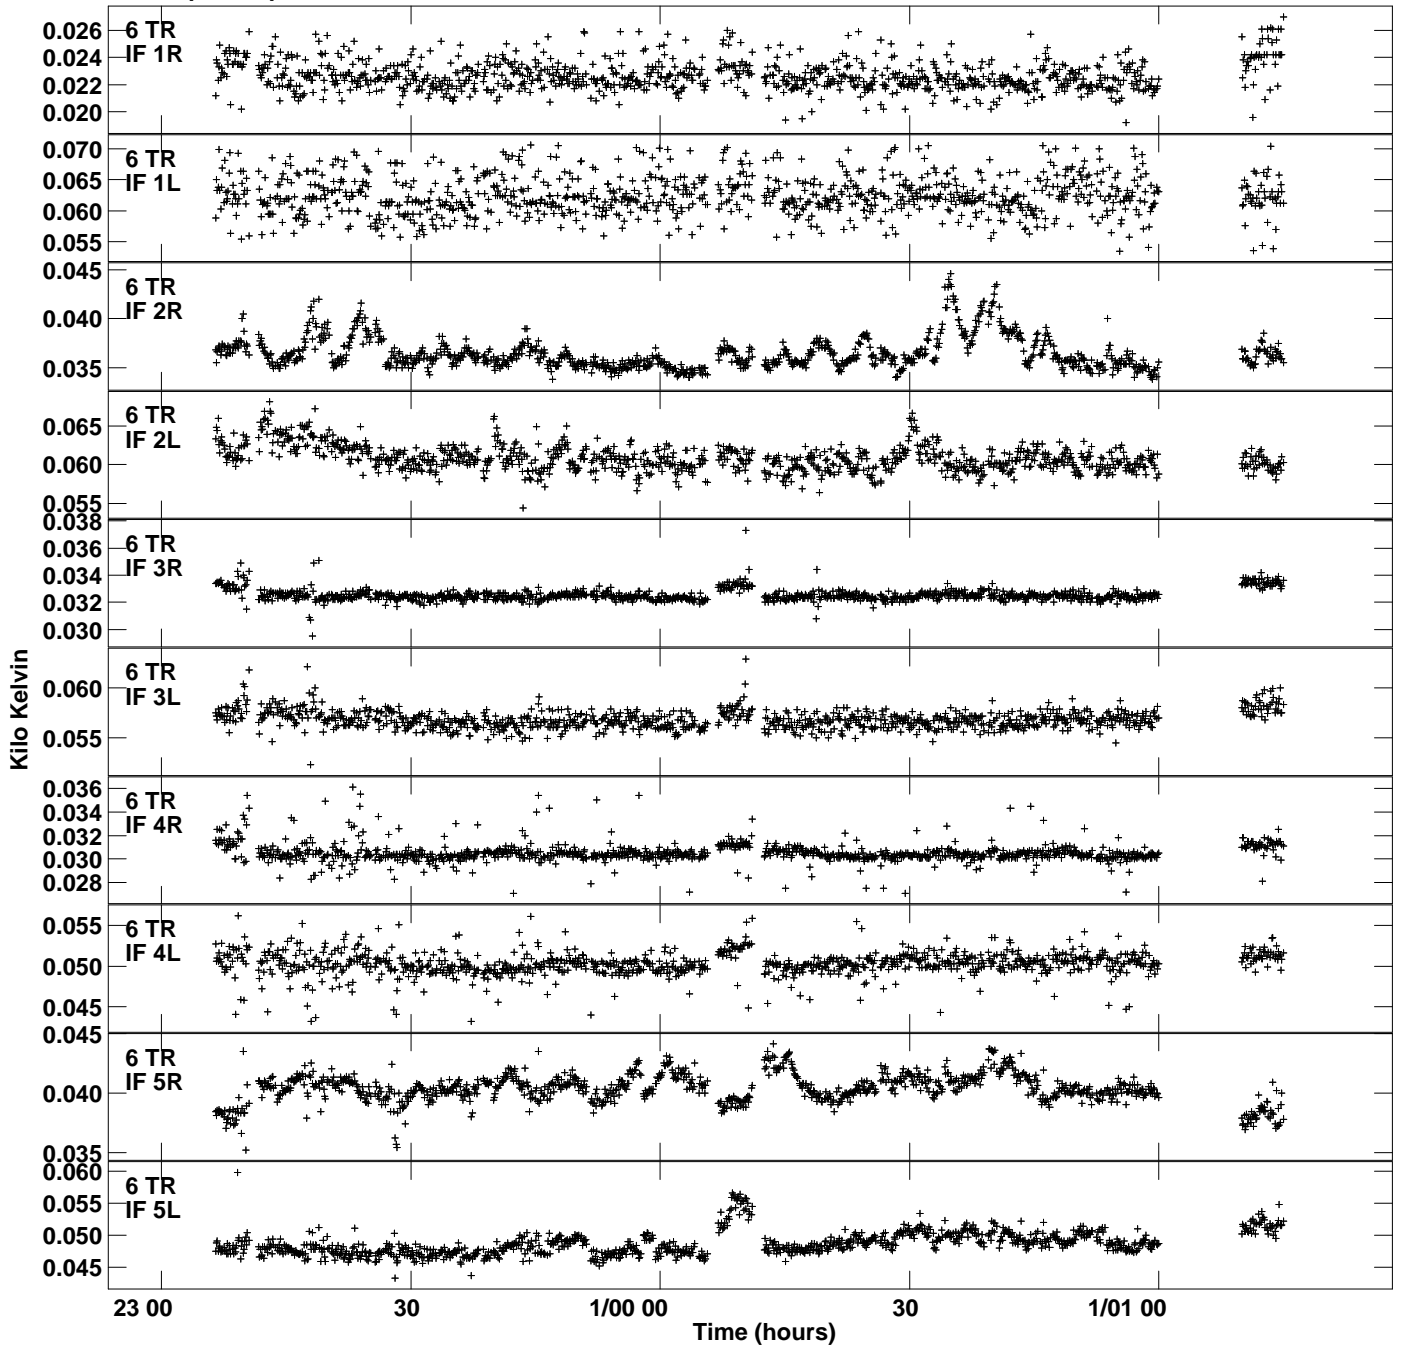 0.026
0.024
0.022
0.020
6 TR
IF 1R
0.070
0.065
0.060
0.055
6 TR
IF 1L
0.045
0.040
0.035
6 TR
IF 2R
0.065
0.060
0.055
6 TR
IF 2L
0.038
0.036
0.034
0.032
0.030
6 TR
IF 3R
0.060
0.055
6 TR
IF 3L
0.036
0.034
0.032
0.030
0.028
6 TR
IF 4R
0.055
0.050
0.045
6 TR
IF 4L
0.045
0.040
0.035
6 TR
IF 5R
0.060
0.055
0.050
0.045
6 TR
IF 5L
Kilo Kelvin
23 00 30 1/00 00 30 1/01 00
Time (hours)